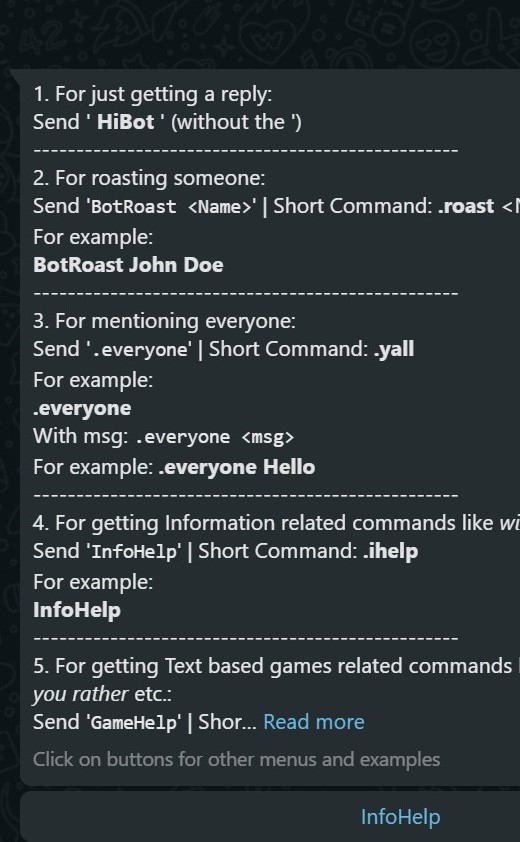 1. For just getting a reply:
Send ' HiBot ' (without the ')
-------------------------------------------------
2. For roasting someone:
Send 'BotRoast <Name>' | Short Command: .roast <
For example:
BotRoast John Doe
-------------------------------------------------
3. For mentioning everyone:
Send '.everyone' | Short Command: .yall
For example:
.everyone
With msg: .everyone <msg>
For example: .everyone Hello
-------------------------------------------------
4. For getting Information related commands like
Send 'InfoHelp' | Short Command: .ihelp
For example:
InfoHelp
-------------------------------------------------
5. For getting Text based games related commands
you rather etc.:
Send 'GameHelp' | Shor... Read more
Click on buttons for other menus and examples
InfoHelp